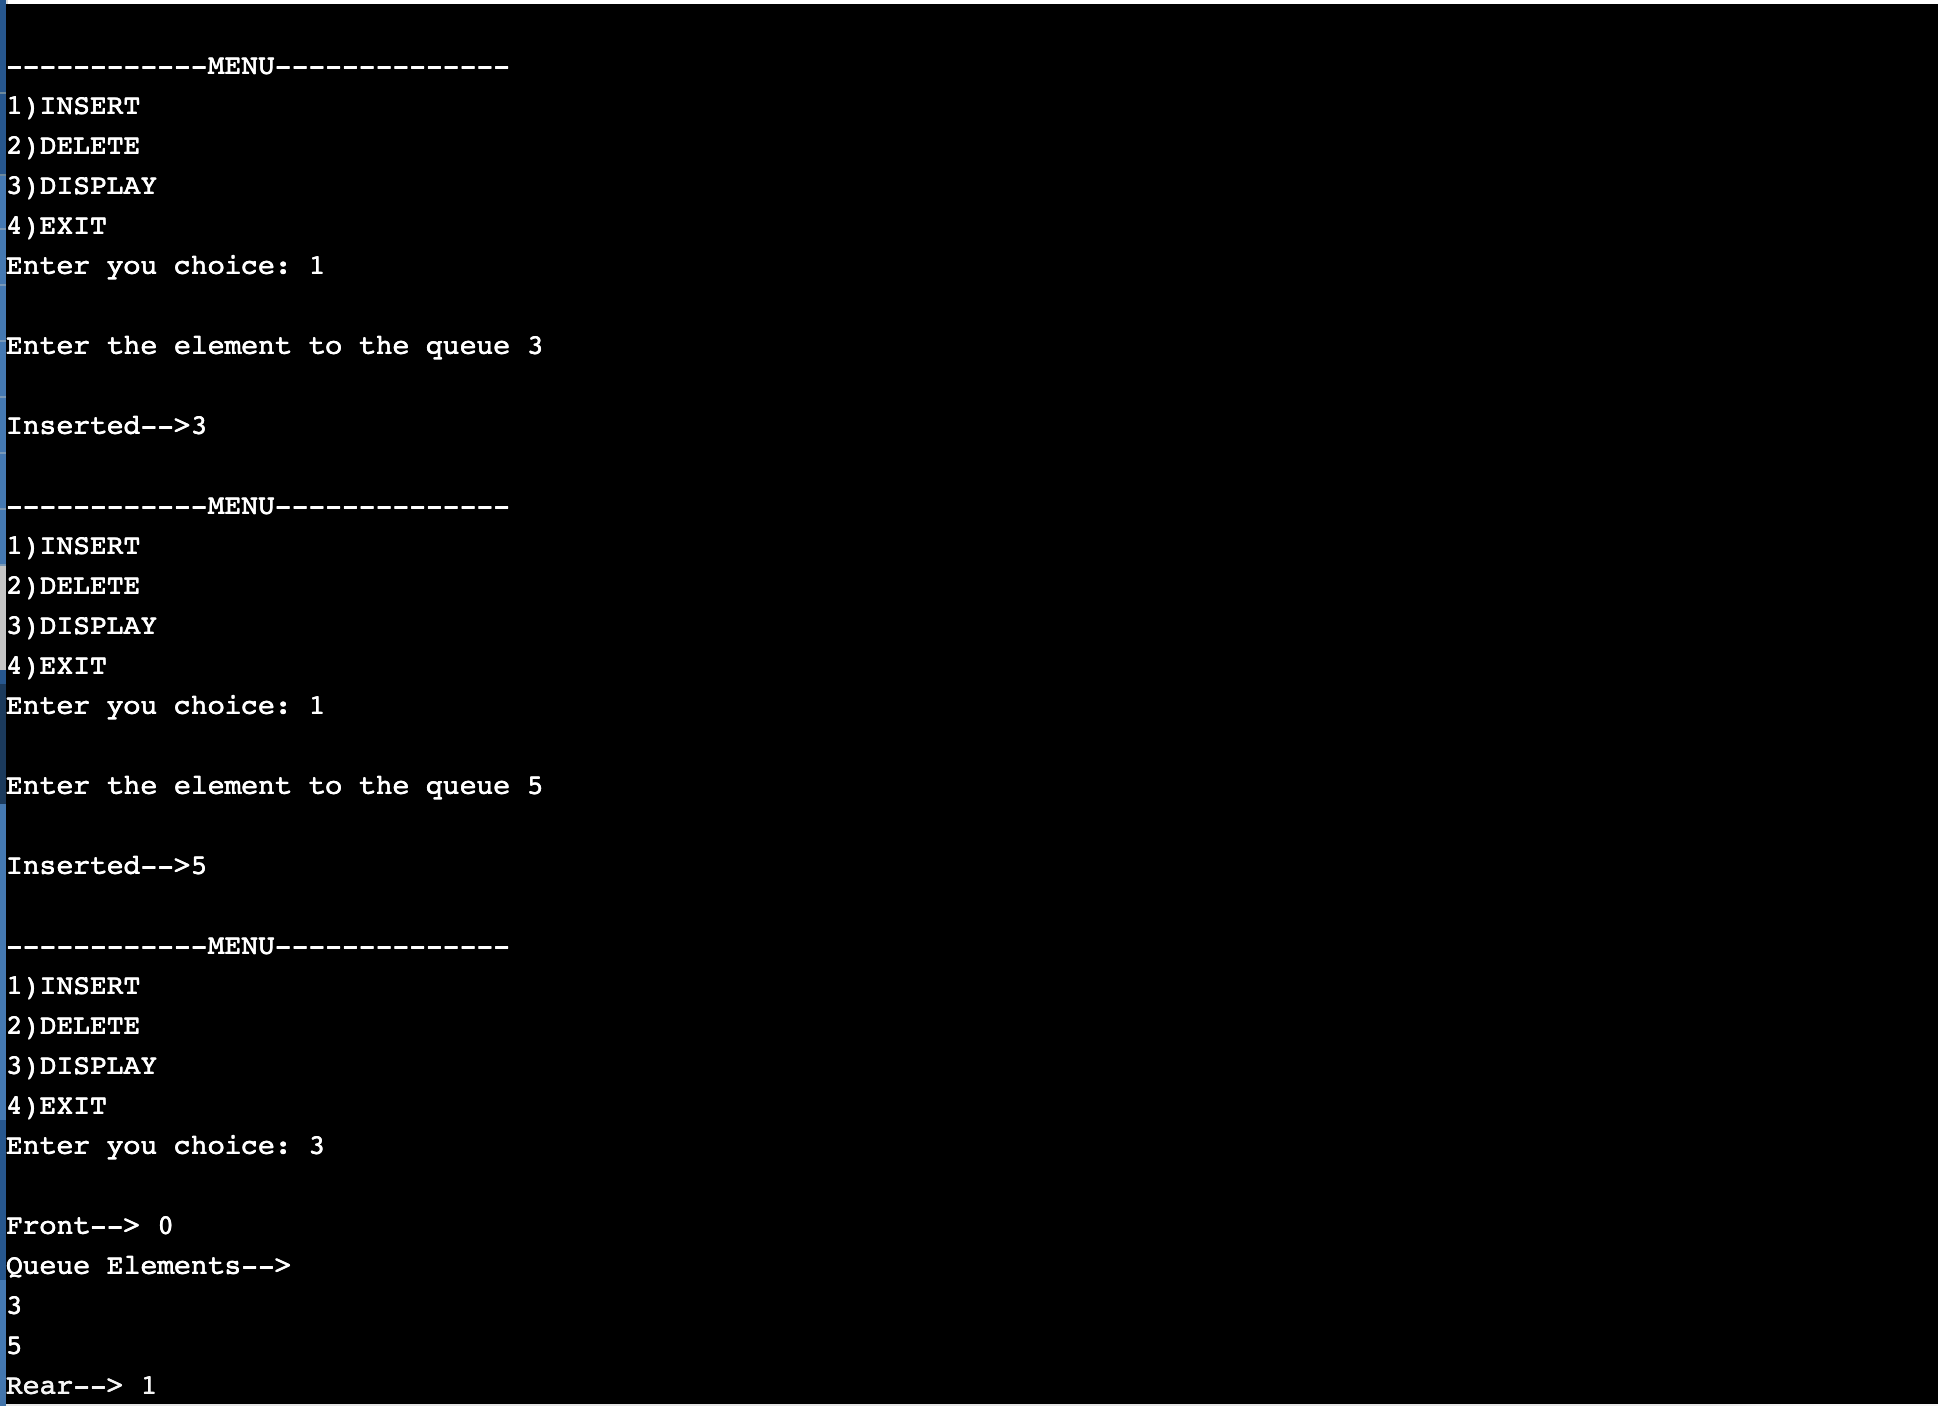 ------------MENU--------------
1)INSERT
2)DELETE
3)DISPLAY
4)EXIT
Enter you choice: 1
Enter the element to the queue 3
Inserted-->3
------------MENU--------------
1)INSERT
2)DELETE
3)DISPLAY
4)EXIT
Enter you choice: 1
Enter the element to the queue 5
Inserted-->5
------------MENU--------------
1)INSERT
2)DELETE
3)DISPLAY
4)EXIT
Enter you choice: 3
Front--> 0
Queue Elements-->
3
5
Rear--> 1